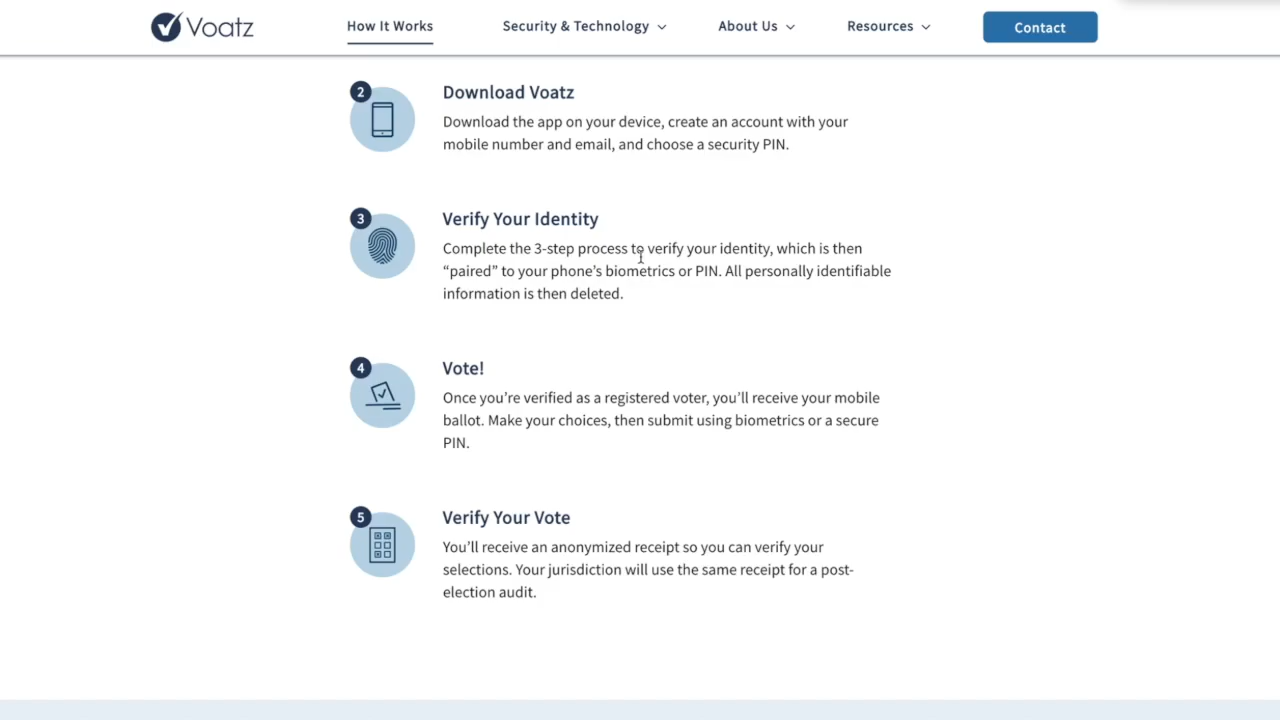 Voatz How It Works Security & Technology About Us Resources Contact
2 Download Voatz
Download the app on your device, create an account with your
mobile number and email, and choose a security PIN.
3 Verify Your Identity
Complete the 3-step process to verify your identity, which is then
“paired” to your phone’s biometrics or PIN. All personally identifiable
information is then deleted.
4 Vote!
Once you’re verified as a registered voter, you’ll receive your mobile
ballot. Make your choices, then submit using biometrics or a secure
PIN.
5 Verify Your Vote
You’ll receive an anonymized receipt so you can verify your
selections. Your jurisdiction will use the same receipt for a post-
election audit.